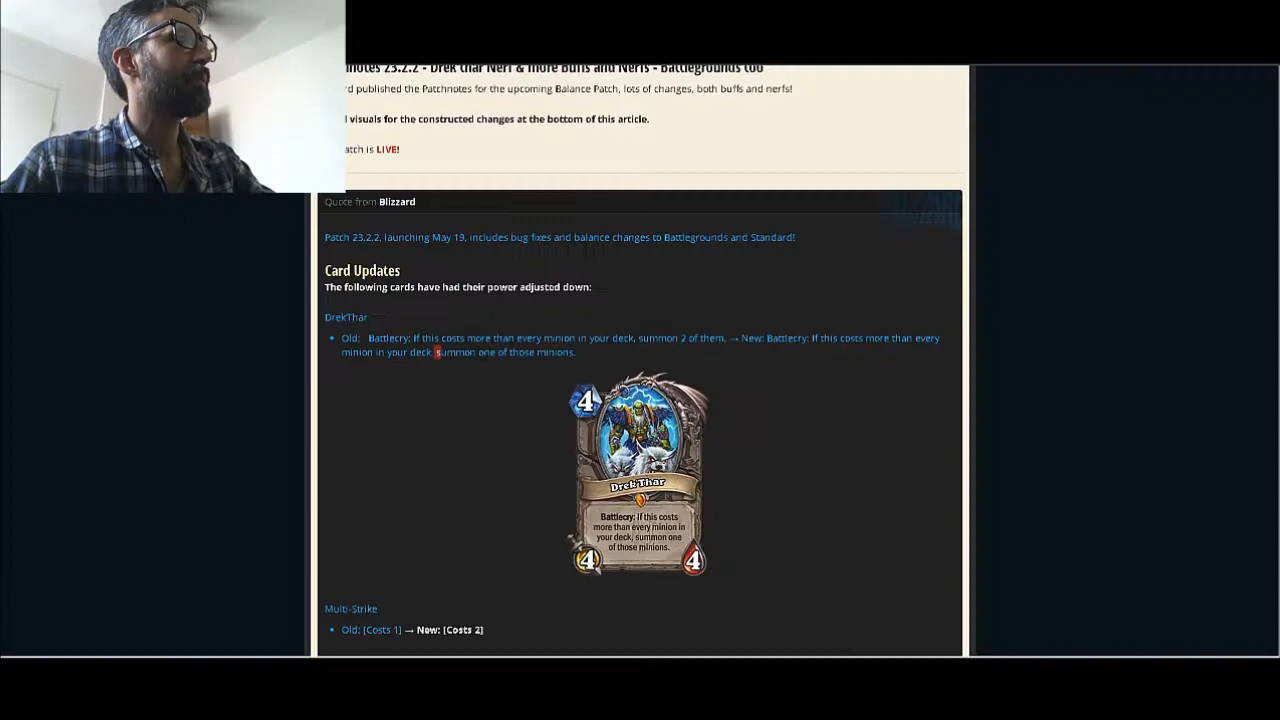 notes 23.2.2 - Drek'thar Nerf & more Buffs and Nerfs - Battlegrounds too
rd published the Patchnotes for the upcoming Balance Patch, lots of changes, both buffs and nerfs!
l visuals for the constructed changes at the bottom of this article.
atch is LIVE!
Quote from Blizzard
Patch 23.2.2, launching May 19, includes bug fixes and balance changes to Battlegrounds and Standard!
Card Updates
The following cards have had their power adjusted down:
Drek'Thar
• Old: Battlecry: If this costs more than every minion in your deck, summon 2 of them. → New: Battlecry: If this costs more than every
minion in your deck, summon one of those minions.
4
Drek'Thar
Battlecry: If this costs
more than every minion in
your deck, summon one
of those minions.
4 4
Multi-Strike
• Old: [Costs 1] → New: [Costs 2]